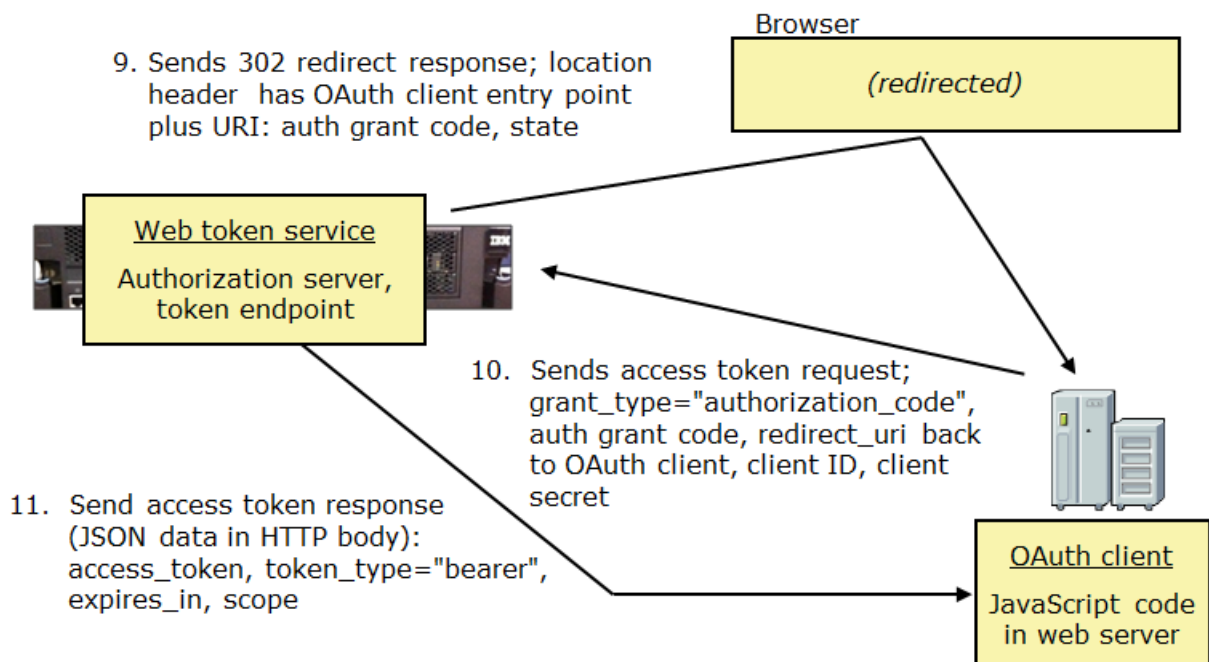 Browser
9. Sends 302 redirect response; location
header has OAuth client entry point
plus URI: auth grant code, state
(redirected)
Web token service
Authorization server,
token endpoint
IBM
10. Sends access token request;
grant_type="authorization_code",
auth grant code, redirect_uri back
to OAuth client, client ID, client
secret
11. Send access token response
(JSON data in HTTP body):
access_token, token_type="bearer",
expires_in, scope
OAuth client
JavaScript code
in web server